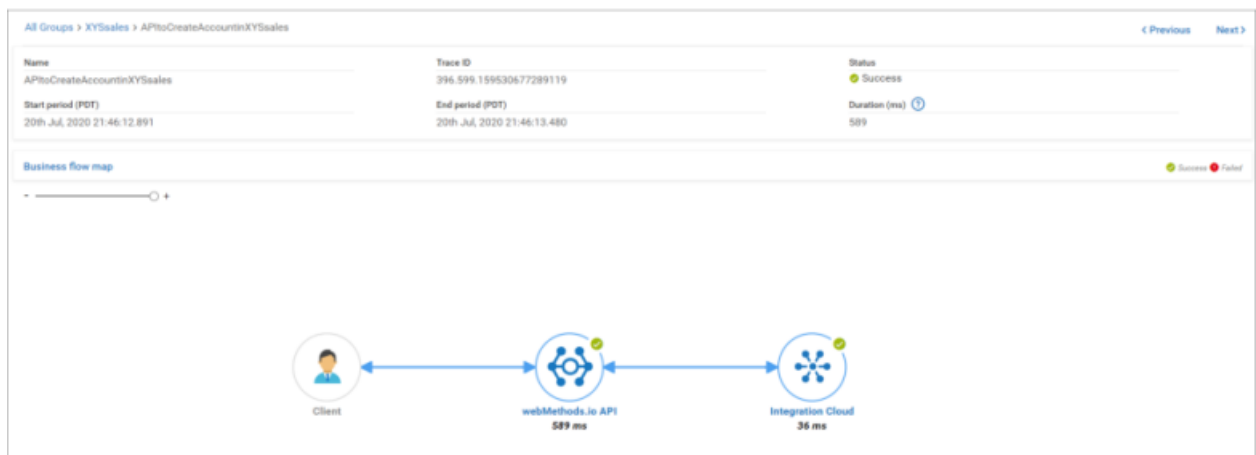 All Groups > XYSsales > APItoCreateAccountinXYSsales
< Previous Next >
Name Trace ID Status
APItoCreateAccountinXYSsales 396.599.159530677289119 Success
Start period (PDT) End period (PDT) Duration (ms) ?
20th Jul, 2020 21:46:12.891 20th Jul, 2020 21:46:13.480 589
Business flow map Success Failed
- +
Client webMethods.io API Integration Cloud
589 ms 36 ms